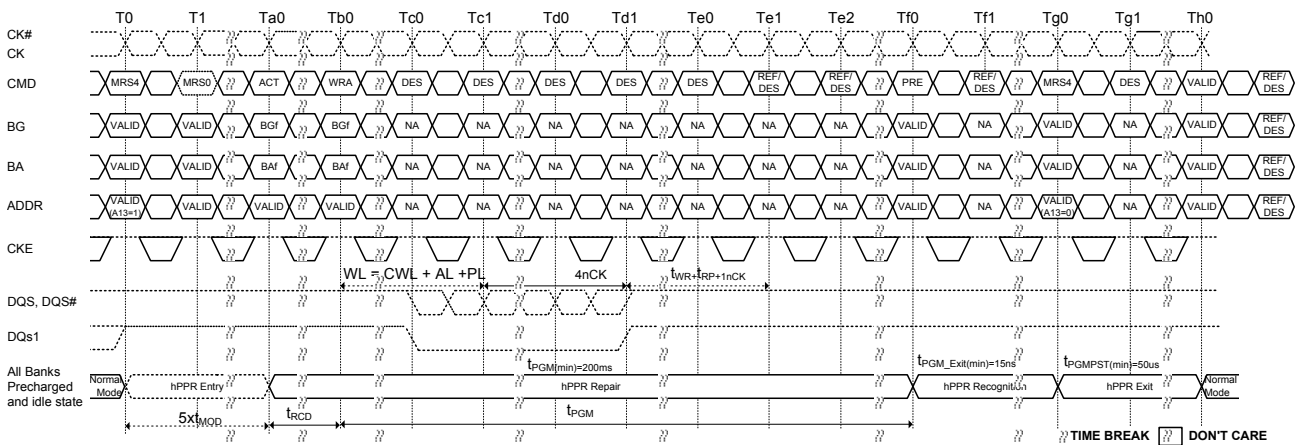 T0 T1 Ta0 Tb0 Tc0 Tc1 Td0 Td1 Te0 Te1 Te2 Tf0 Tf1 Tg0 Tg1 Th0
CK#
CK
CMD MRS4 MRS0 ACT WRA DES DES DES DES DES REF/DES REF/DES PRE REF/DES MRS4 DES VALID REF/DES
BG VALID VALID BGf BGf NA NA NA NA NA NA NA VALID NA VALID NA VALID REF/DES
BA VALID VALID BAf BAf NA NA NA NA NA NA NA VALID NA VALID NA VALID REF/DES
ADDR VALID (A13=1) VALID VALID VALID NA NA NA NA NA NA NA VALID NA VALID (A13=0) NA VALID REF/DES
CKE
WL = CWL + AL +PL 4nCK tWR+tRP+1nCK
DQS, DQS#
DQs1
tPGM(min)=200ms tPGM_Exit(min)=15ns tPGMPST(min)=50us
All Banks
Precharged
and idle state
Normal Mode hPPR Entry hPPR Repair hPPR Recognition hPPR Exit Normal Mode
5xtMOD tRCD tPGM
TIME BREAK DON'T CARE